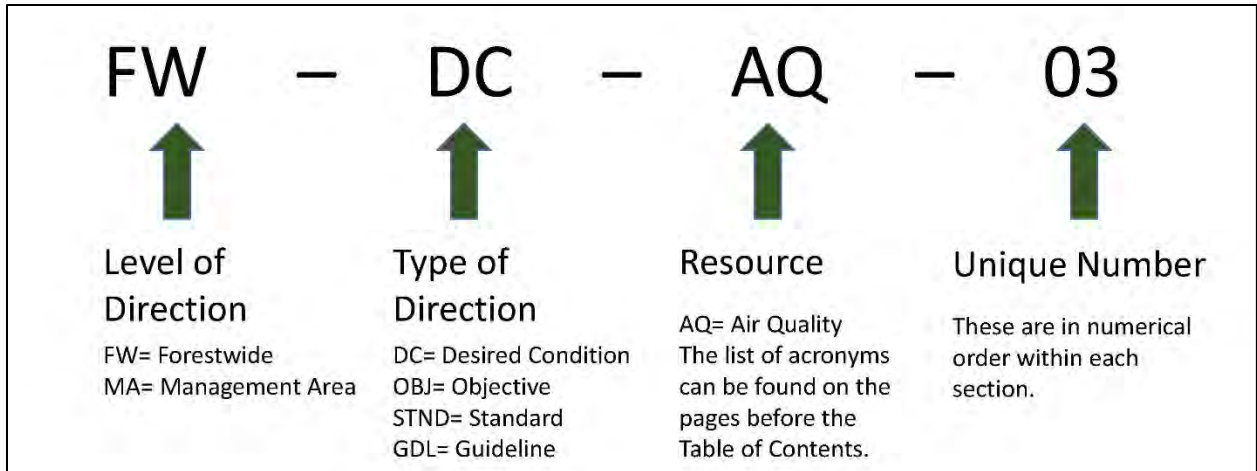 FW – DC – AQ – 03
Level of
Direction
FW= Forestwide
MA= Management Area
Type of
Direction
DC= Desired Condition
OBJ= Objective
STND= Standard
GDL= Guideline
Resource
AQ= Air Quality
The list of acronyms
can be found on the
pages before the
Table of Contents.
Unique Number
These are in numerical
order within each
section.